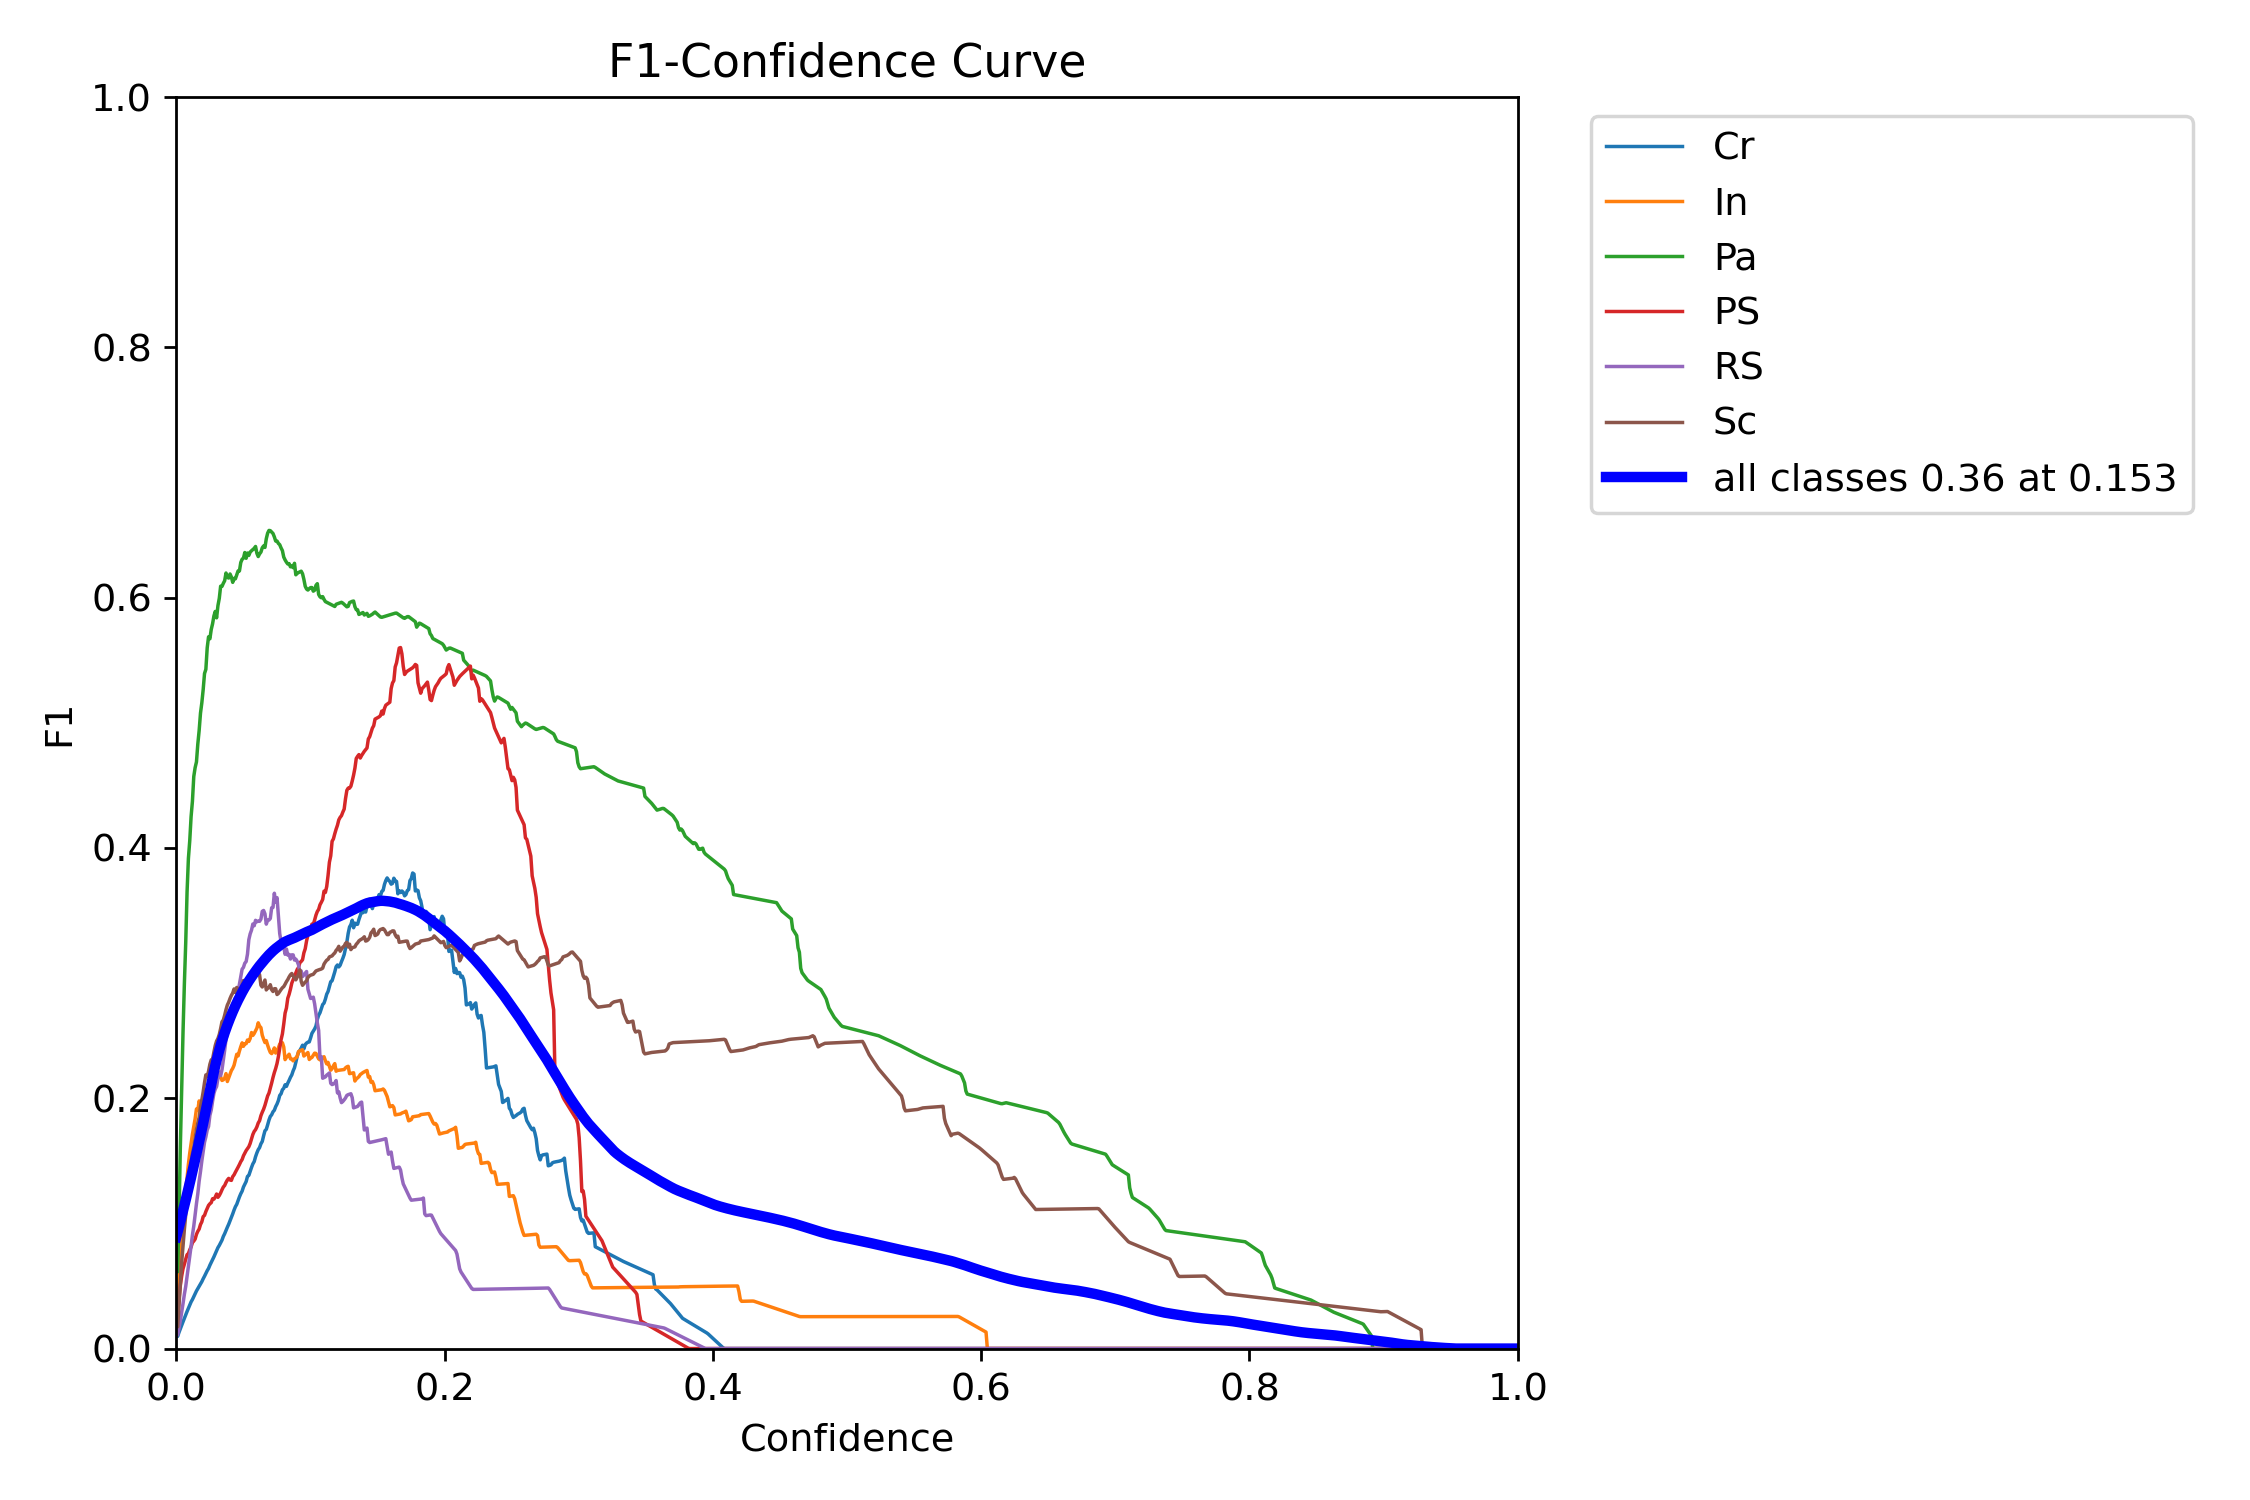 F1-Confidence Curve
1.0
0.8
0.6
0.4
0.2
0.0
F1
0.0 0.2 0.4 0.6 0.8 1.0
Confidence
Cr
In
Pa
PS
RS
Sc
all classes 0.36 at 0.153